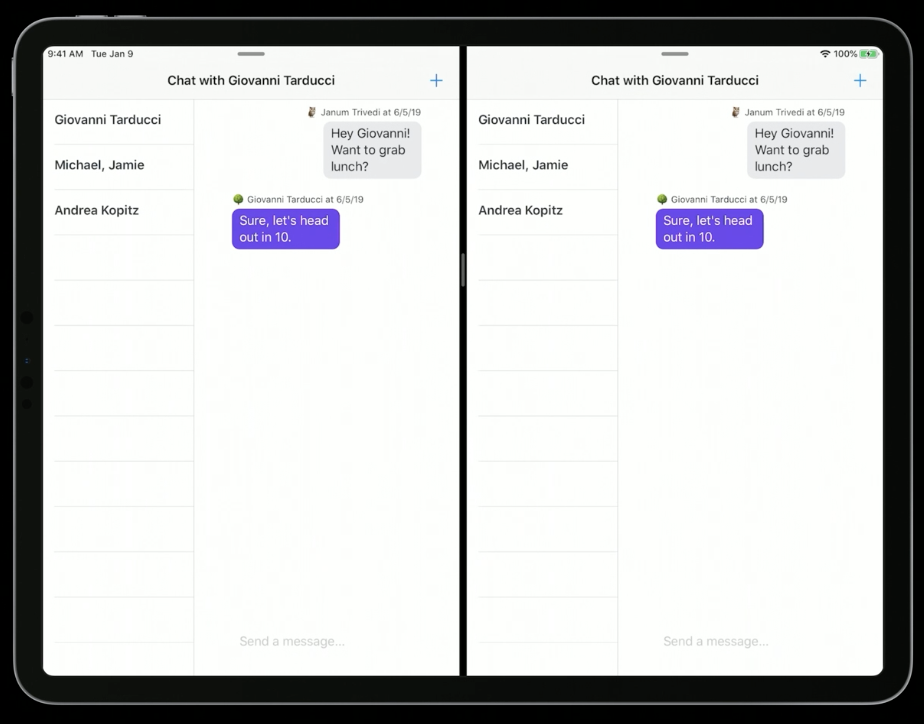 9:41 AM Tue Jan 9
Chat with Giovanni Tarducci
+
Giovanni Tarducci
Michael, Jamie
Andrea Kopitz
Janum Trivedi at 6/5/19
Hey Giovanni!
Want to grab
lunch?
Giovanni Tarducci at 6/5/19
Sure, let's head
out in 10.
Send a message...
100%
Chat with Giovanni Tarducci
+
Giovanni Tarducci
Michael, Jamie
Andrea Kopitz
Janum Trivedi at 6/5/19
Hey Giovanni!
Want to grab
lunch?
Giovanni Tarducci at 6/5/19
Sure, let's head
out in 10.
Send a message...